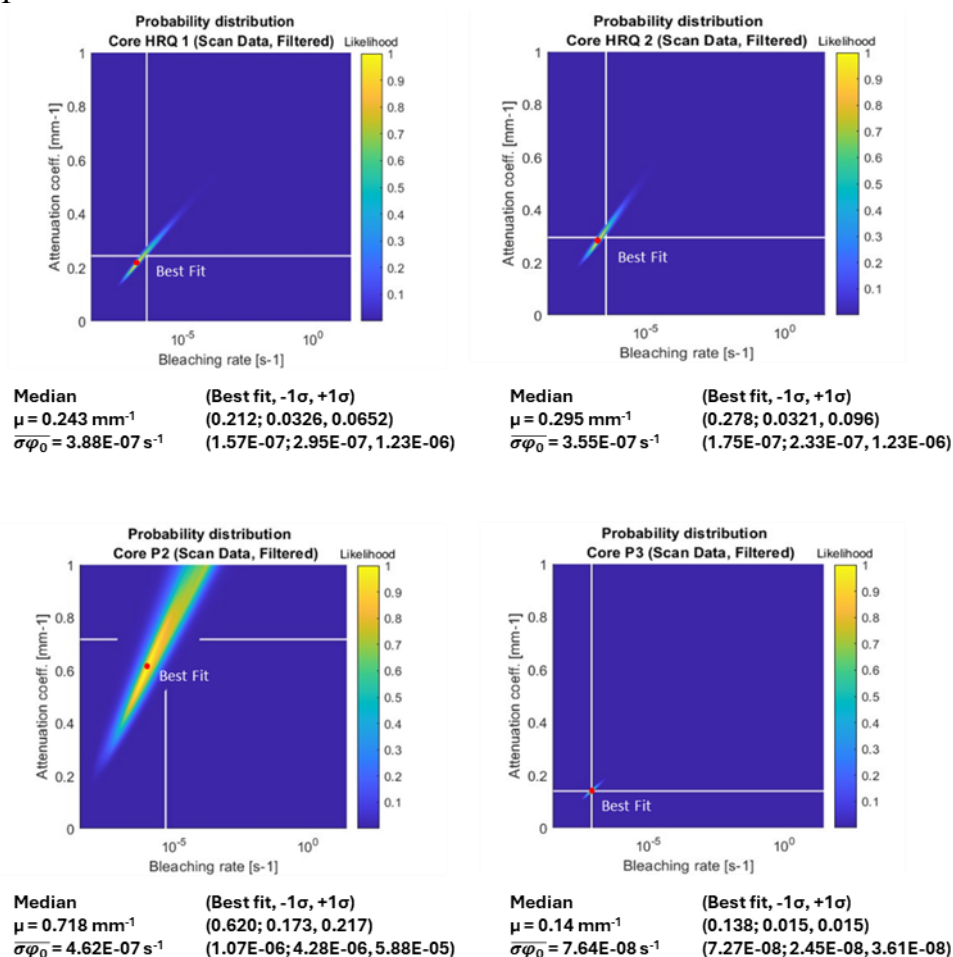 Probability distribution
Core HRQ 1 (Scan Data, Filtered) Likelihood
1
0.8
0.6
0.4
0.2
0
Attenuation coeff. [mm-1]
Best Fit
10⁻⁵
10⁰
Bleaching rate [s-1]
1
0.9
0.8
0.7
0.6
0.5
0.4
0.3
0.2
0.1
Median (Best fit, -1σ, +1σ)
μ = 0.243 mm⁻¹ (0.212; 0.0326, 0.0652)
σφ₀ = 3.88E-07 s⁻¹ (1.57E-07; 2.95E-07, 1.23E-06)
Probability distribution
Core HRQ 2 (Scan Data, Filtered) Likelihood
1
0.8
0.6
0.4
0.2
0
Attenuation coeff. [mm-1]
Best Fit
10⁻⁵
10⁰
Bleaching rate [s-1]
1
0.9
0.8
0.7
0.6
0.5
0.4
0.3
0.2
0.1
Median (Best fit, -1σ, +1σ)
μ = 0.295 mm⁻¹ (0.278; 0.0321, 0.096)
σφ₀ = 3.55E-07 s⁻¹ (1.75E-07; 2.33E-07, 1.23E-06)
Probability distribution
Core P2 (Scan Data, Filtered) Likelihood
1
0.8
0.6
0.4
0.2
0
Attenuation coeff. [mm-1]
Best Fit
10⁻⁵
10⁰
Bleaching rate [s-1]
1
0.9
0.8
0.7
0.6
0.5
0.4
0.3
0.2
0.1
Median (Best fit, -1σ, +1σ)
μ = 0.718 mm⁻¹ (0.620; 0.173, 0.217)
σφ₀ = 4.62E-07 s⁻¹ (1.07E-06; 4.28E-06, 5.88E-05)
Probability distribution
Core P3 (Scan Data, Filtered) Likelihood
1
0.8
0.6
0.4
0.2
0
Attenuation coeff. [mm-1]
Best Fit
10⁻⁵
10⁰
Bleaching rate [s-1]
1
0.9
0.8
0.7
0.6
0.5
0.4
0.3
0.2
0.1
Median (Best fit, -1σ, +1σ)
μ = 0.14 mm⁻¹ (0.138; 0.015, 0.015)
σφ₀ = 7.64E-08 s⁻¹ (7.27E-08; 2.45E-08, 3.61E-08)